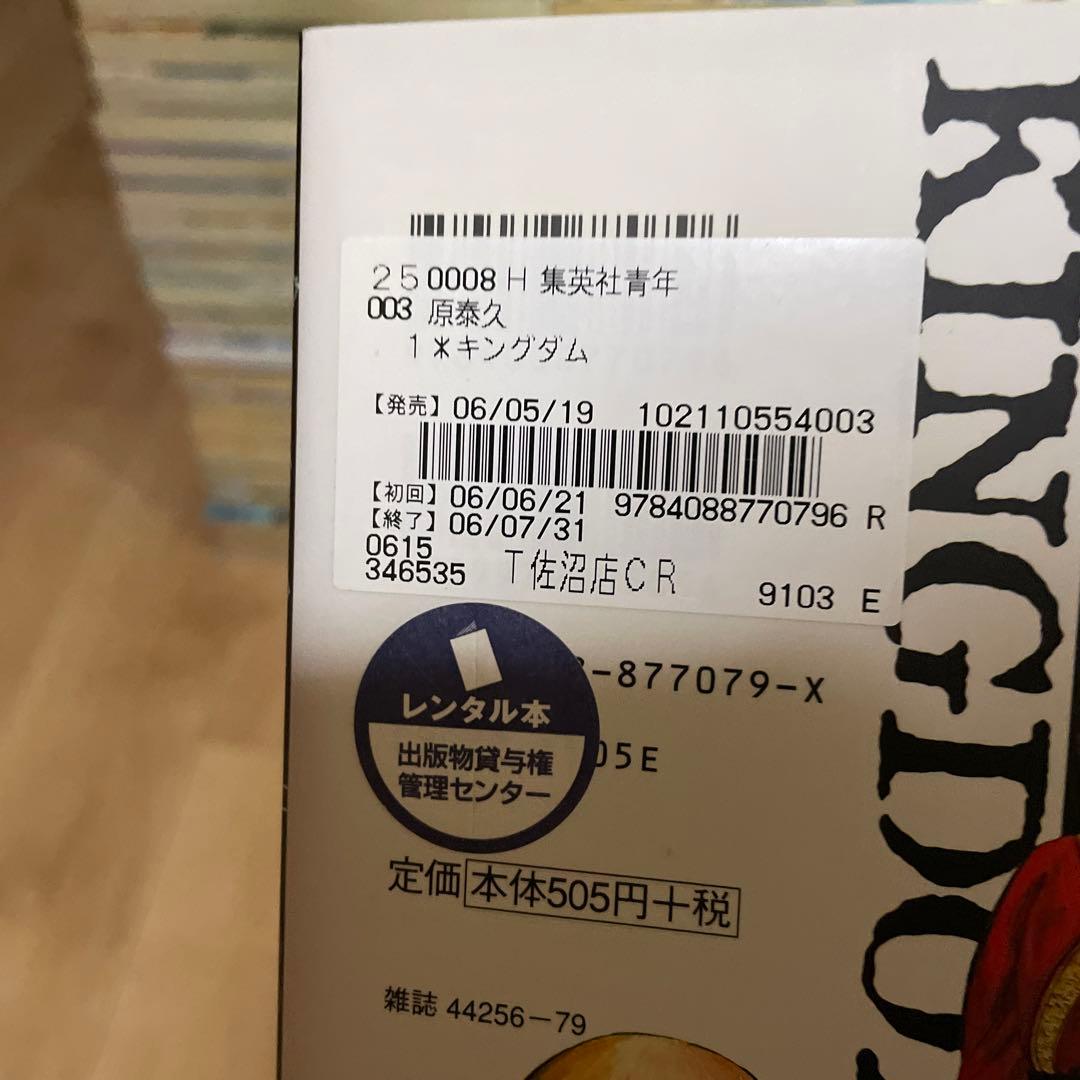 KINGDO
250008H 集英社青年
003 原泰久
1*キングダム
【発売】06/05/19 102110554003
【初回】06/06/21 9784088770796 R
【終了】06/07/31
0615
346535 T佐沼店CR 9103 E
-877079-X
05E
レンタル本
出版物貸与権
管理センター
定価 本体505円+税
雑誌 44256-79